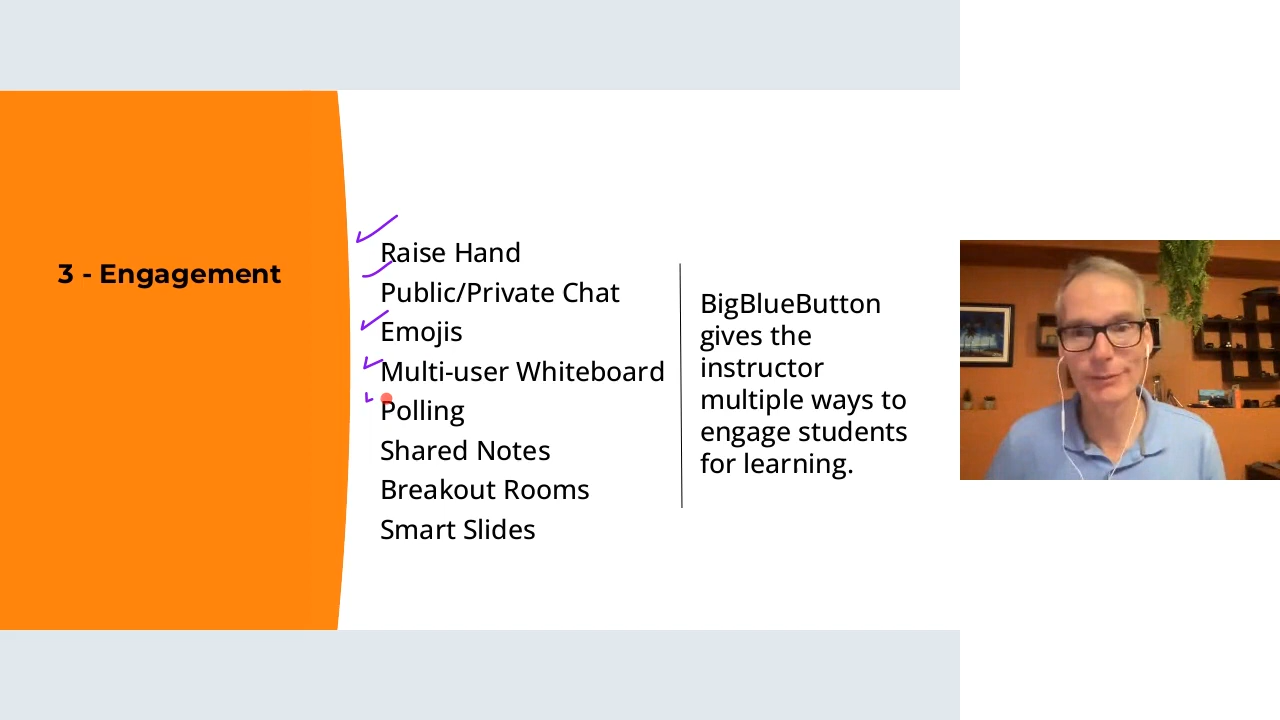 3 - Engagement
Raise Hand
Public/Private Chat
Emojis
Multi-user Whiteboard
Polling
Shared Notes
Breakout Rooms
Smart Slides
BigBlueButton
gives the
instructor
multiple ways to
engage students
for learning.